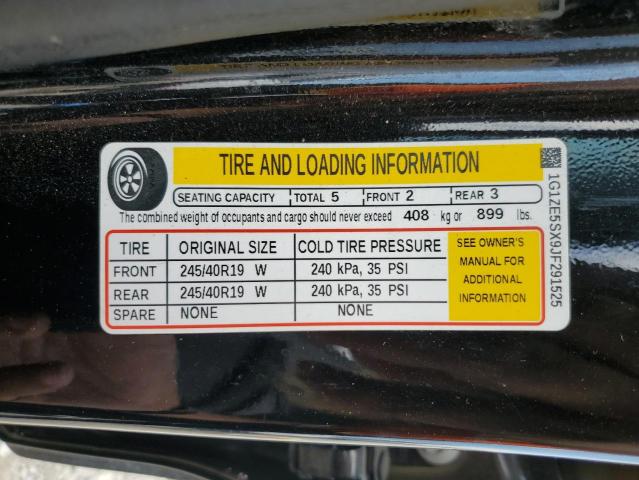 TIRE AND LOADING INFORMATION
SEATING CAPACITY TOTAL 5 FRONT 2 REAR 3
The combined weight of occupants and cargo should never exceed 408 kg or 899 lbs.
TIRE ORIGINAL SIZE COLD TIRE PRESSURE
FRONT 245/40R19 W 240 kPa, 35 PSI
REAR 245/40R19 W 240 kPa, 35 PSI
SPARE NONE NONE
SEE OWNER'S
MANUAL FOR
ADDITIONAL
INFORMATION
1G1ZE5SX9JF291525